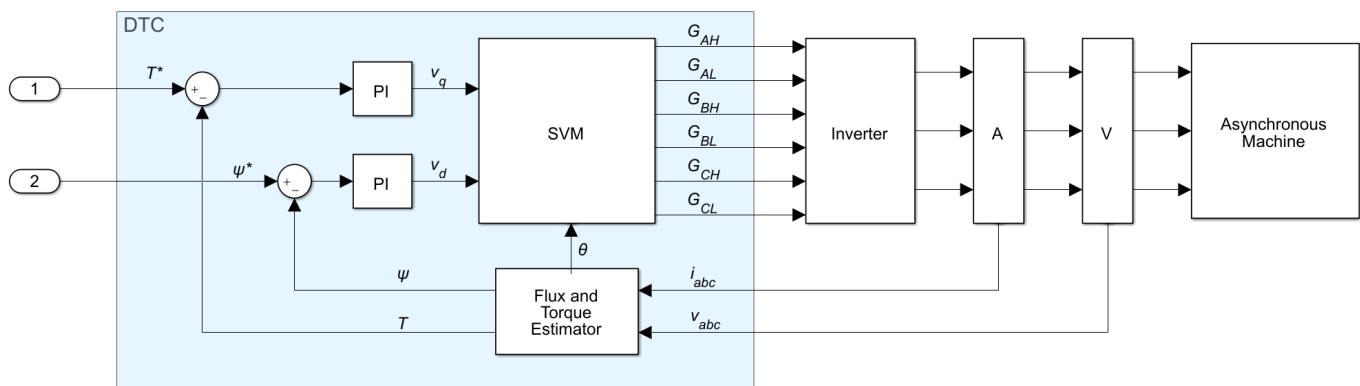 DTC
1
T*
+
−
PI
v_q
2
ψ*
+
−
PI
v_d
SVM
G_AH
G_AL
G_BH
G_BL
G_CH
G_CL
Inverter
A
V
Asynchronous
Machine
θ
ψ
T
Flux and
Torque
Estimator
i_abc
v_abc